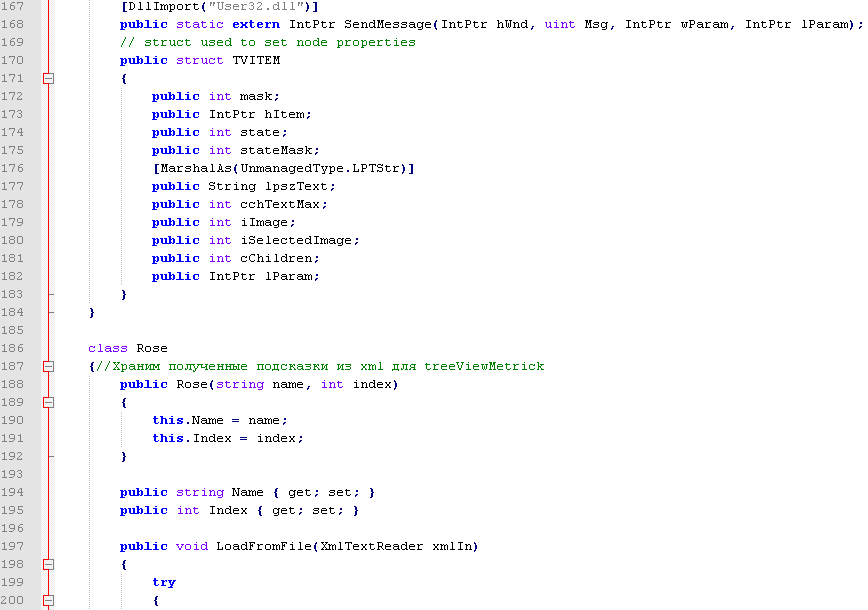 167 [DllImport("User32.dll")]
168 public static extern IntPtr SendMessage(IntPtr hWnd, uint Msg, IntPtr wParam, IntPtr lParam);
169 // struct used to set node properties
170 public struct TVITEM
171 {
172 public int mask;
173 public IntPtr hItem;
174 public int state;
175 public int stateMask;
176 [MarshalAs(UnmanagedType.LPTStr)]
177 public String lpszText;
178 public int cchTextMax;
179 public int iImage;
180 public int iSelectedImage;
181 public int cChildren;
182 public IntPtr lParam;
183 }
184 }
185
186 class Rose
187 {//Храним полученные подсказки из xml для treeViewMetrick
188 public Rose(string name, int index)
189 {
190 this.Name = name;
191 this.Index = index;
192 }
193
194 public string Name { get; set; }
195 public int Index { get; set; }
196
197 public void LoadFromFile(XmlTextReader xmlIn)
198 {
199 try
200 {